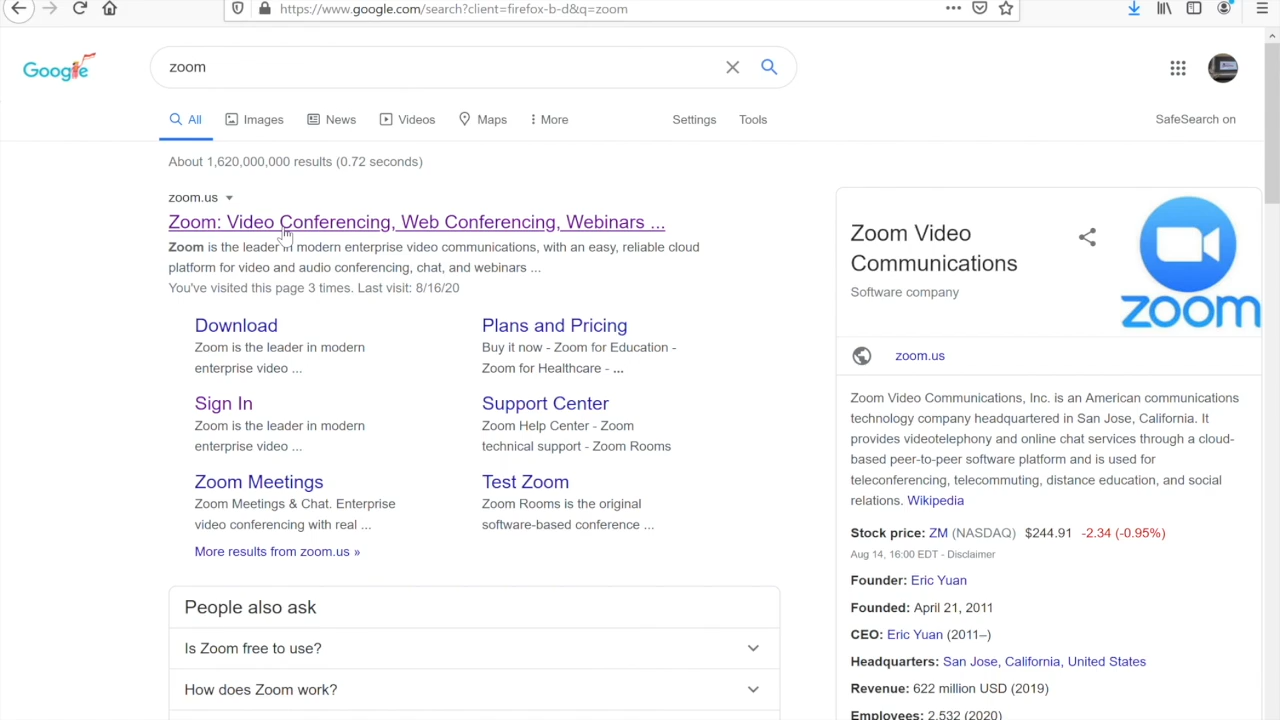 https://www.google.com/search?client=firefox-b-d&q=zoom
Google
zoom
All
Images
News
Videos
Maps
More
Settings
Tools
SafeSearch on
About 1,620,000,000 results (0.72 seconds)
zoom.us
Zoom: Video Conferencing, Web Conferencing, Webinars ...
Zoom is the leader in modern enterprise video communications, with an easy, reliable cloud
platform for video and audio conferencing, chat, and webinars ...
You've visited this page 3 times. Last visit: 8/16/20
Download
Zoom is the leader in modern
enterprise video ...
Plans and Pricing
Buy it now - Zoom for Education -
Zoom for Healthcare - ...
Sign In
Zoom is the leader in modern
enterprise video ...
Support Center
Zoom Help Center - Zoom
technical support - Zoom Rooms
Zoom Meetings
Zoom Meetings & Chat. Enterprise
video conferencing with real ...
Test Zoom
Zoom Rooms is the original
software-based conference ...
More results from zoom.us »
People also ask
Is Zoom free to use?
How does Zoom work?
Zoom Video
Communications
Software company
zoom
zoom.us
Zoom Video Communications, Inc. is an American communications
technology company headquartered in San Jose, California. It
provides videotelephony and online chat services through a cloud-
based peer-to-peer software platform and is used for
teleconferencing, telecommuting, distance education, and social
relations. Wikipedia
Stock price: ZM (NASDAQ) $244.91 -2.34 (-0.95%)
Aug 14, 16:00 EDT - Disclaimer
Founder: Eric Yuan
Founded: April 21, 2011
CEO: Eric Yuan (2011–)
Headquarters: San Jose, California, United States
Revenue: 622 million USD (2019)
Employees: 2,532 (2020)